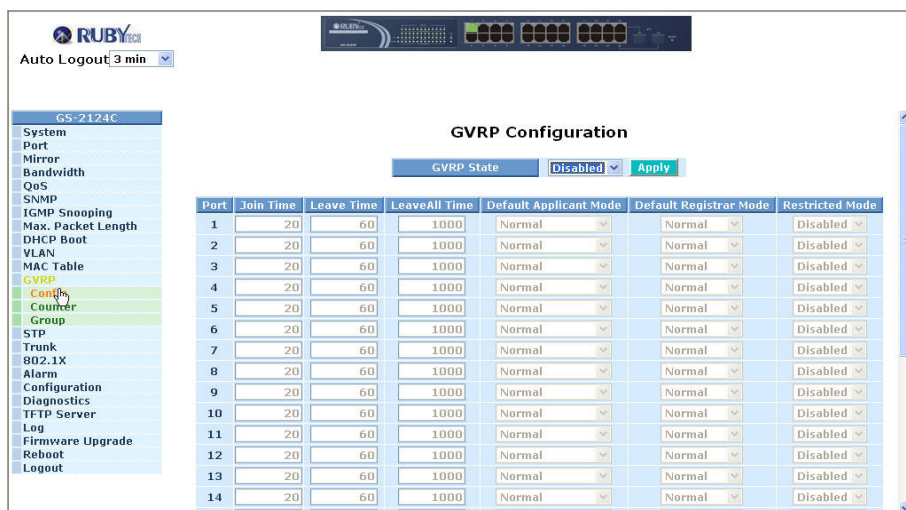 RUBYTECH
Auto Logout 3 min
GS-2124C
System
Port
Mirror
Bandwidth
QoS
SNMP
IGMP Snooping
Max. Packet Length
DHCP Boot
VLAN
MAC Table
GVRP
Counter
Group
STP
Trunk
802.1X
Alarm
Configuration
Diagnostics
TFTP Server
Log
Firmware Upgrade
Reboot
Logout
GVRP Configuration
GVRP State Disabled Apply
Port Join Time Leave Time LeaveAll Time Default Applicant Mode Default Registrar Mode Restricted Mode
1 20 60 1000 Normal Normal Disabled
2 20 60 1000 Normal Normal Disabled
3 20 60 1000 Normal Normal Disabled
4 20 60 1000 Normal Normal Disabled
5 20 60 1000 Normal Normal Disabled
6 20 60 1000 Normal Normal Disabled
7 20 60 1000 Normal Normal Disabled
8 20 60 1000 Normal Normal Disabled
9 20 60 1000 Normal Normal Disabled
10 20 60 1000 Normal Normal Disabled
11 20 60 1000 Normal Normal Disabled
12 20 60 1000 Normal Normal Disabled
13 20 60 1000 Normal Normal Disabled
14 20 60 1000 Normal Normal Disabled